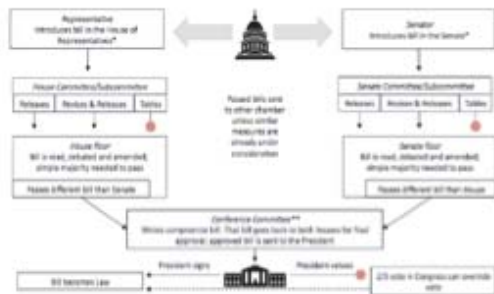 Representative
Introduces bill in the House of
Representatives*
Senator
Introduces bill in the Senate*
House Committee/Subcommittee
Releases
Revises & Releases
Tables
Senate Committee/Subcommittee
Releases
Revises & Releases
Tables
Passed bills sent
to other chamber
unless similar
measures are
already under
consideration
House floor
Bill is read, debated and amended;
simple majority needed to pass
Passes different bill than Senate
Senate floor
Bill is read, debated and amended;
simple majority needed to pass
Passes different bill than House
Conference Committee**
Writes compromise bill. That bill goes back to both houses for final
approval; approved bill is sent to the President
President signs
President vetoes
Bill becomes Law
2/3 vote in Congress can override
veto